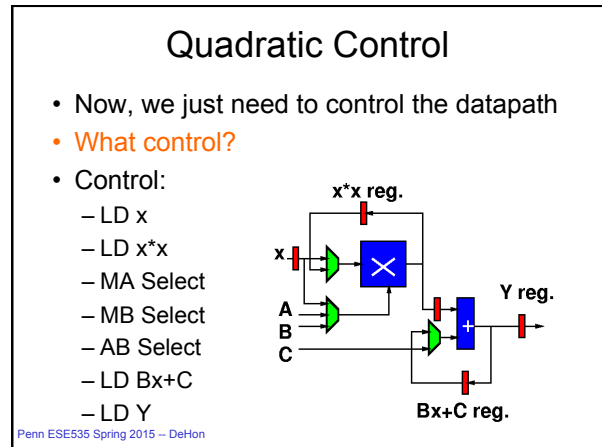 Quadratic Control
• Now, we just need to control the datapath
• What control?
• Control:
– LD x
– LD x*x
– MA Select
– MB Select
– AB Select
– LD Bx+C
– LD Y
x*x reg.
x
A
B
C
+
Y reg.
Bx+C reg.
Penn ESE535 Spring 2015 -- DeHon